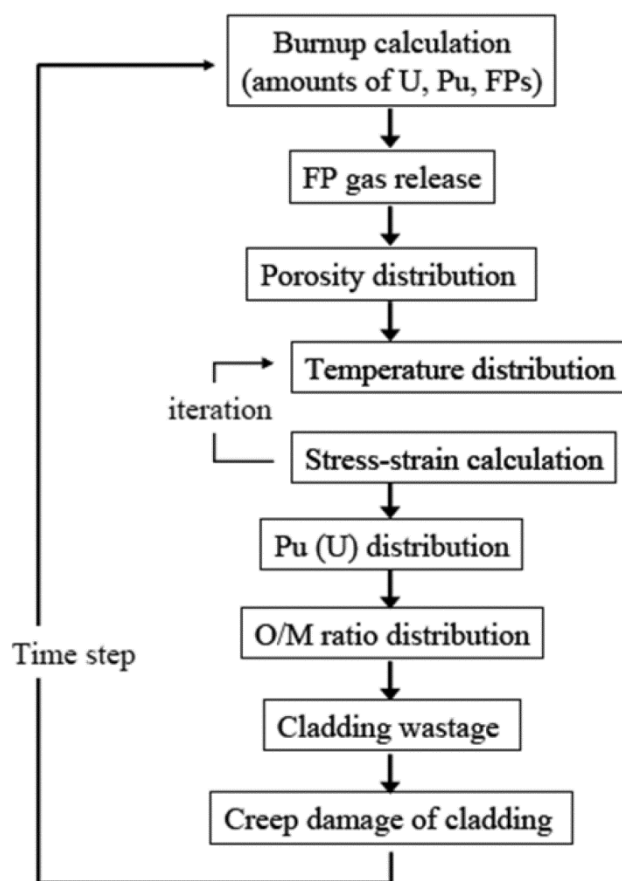 Burnup calculation
(amounts of U, Pu, FPs)
FP gas release
Porosity distribution
Temperature distribution
iteration
Stress-strain calculation
Pu (U) distribution
O/M ratio distribution
Time step
Cladding wastage
Creep damage of cladding